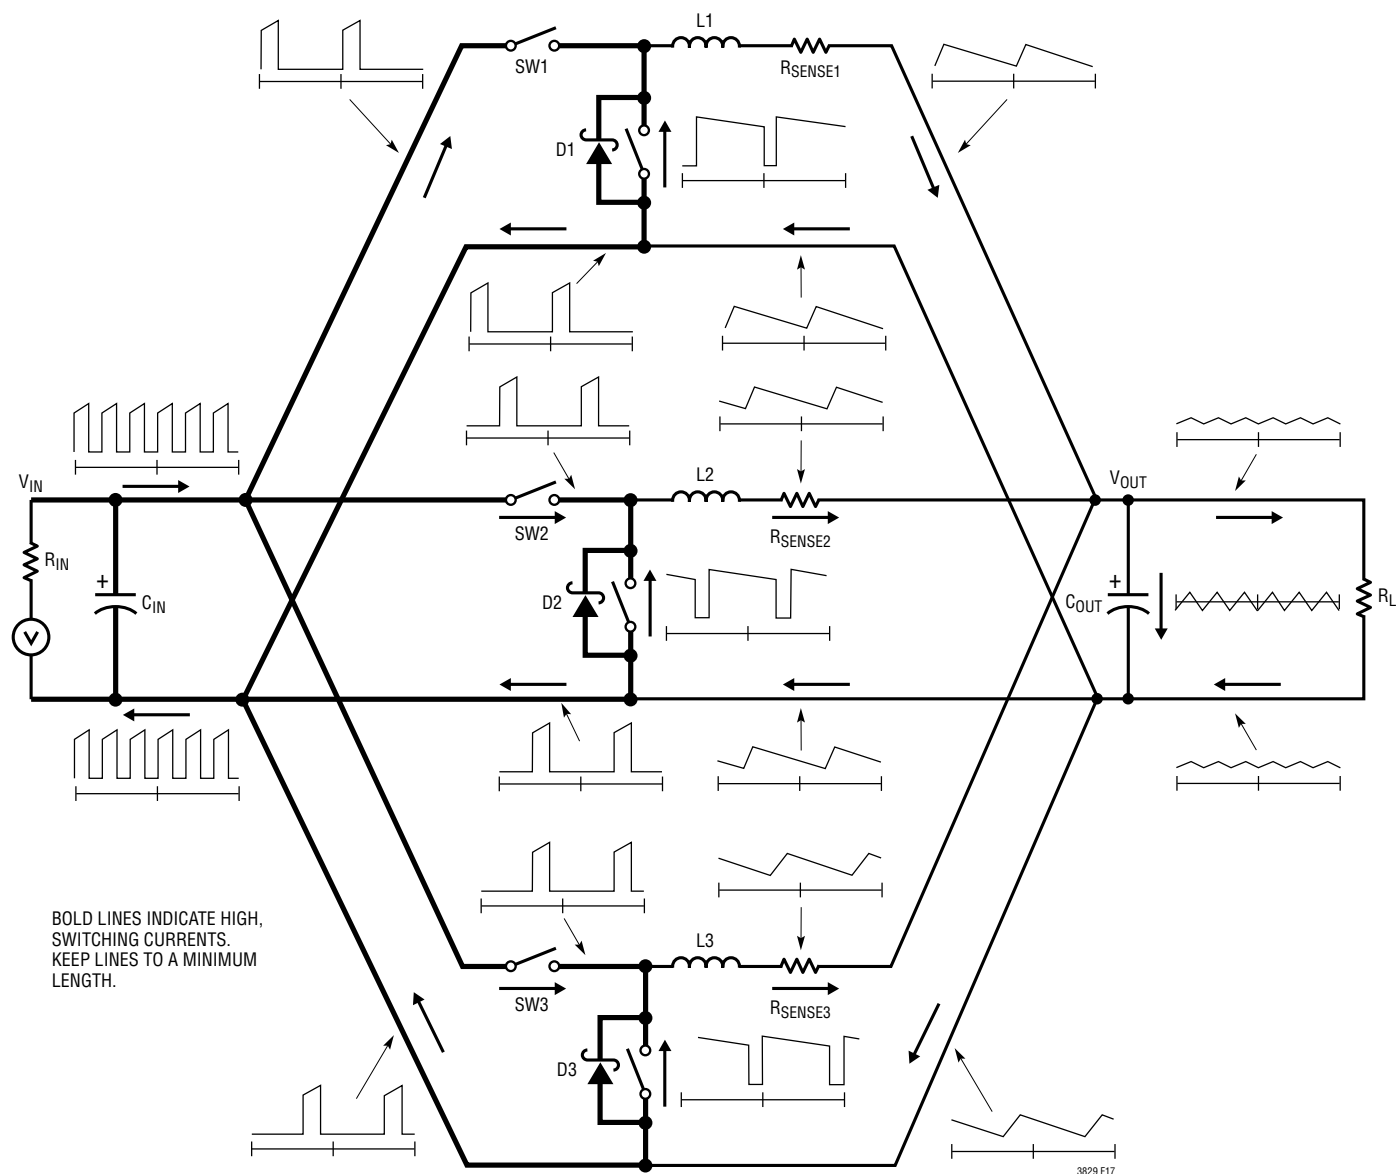 L1
SW1
RSENSE1
D1
VIN
L2
VOUT
SW2
RSENSE2
RIN
+
CIN
D2
+
COUT
RL
V
BOLD LINES INDICATE HIGH,
SWITCHING CURRENTS.
KEEP LINES TO A MINIMUM
LENGTH.
L3
SW3
RSENSE3
D3
3829 F17